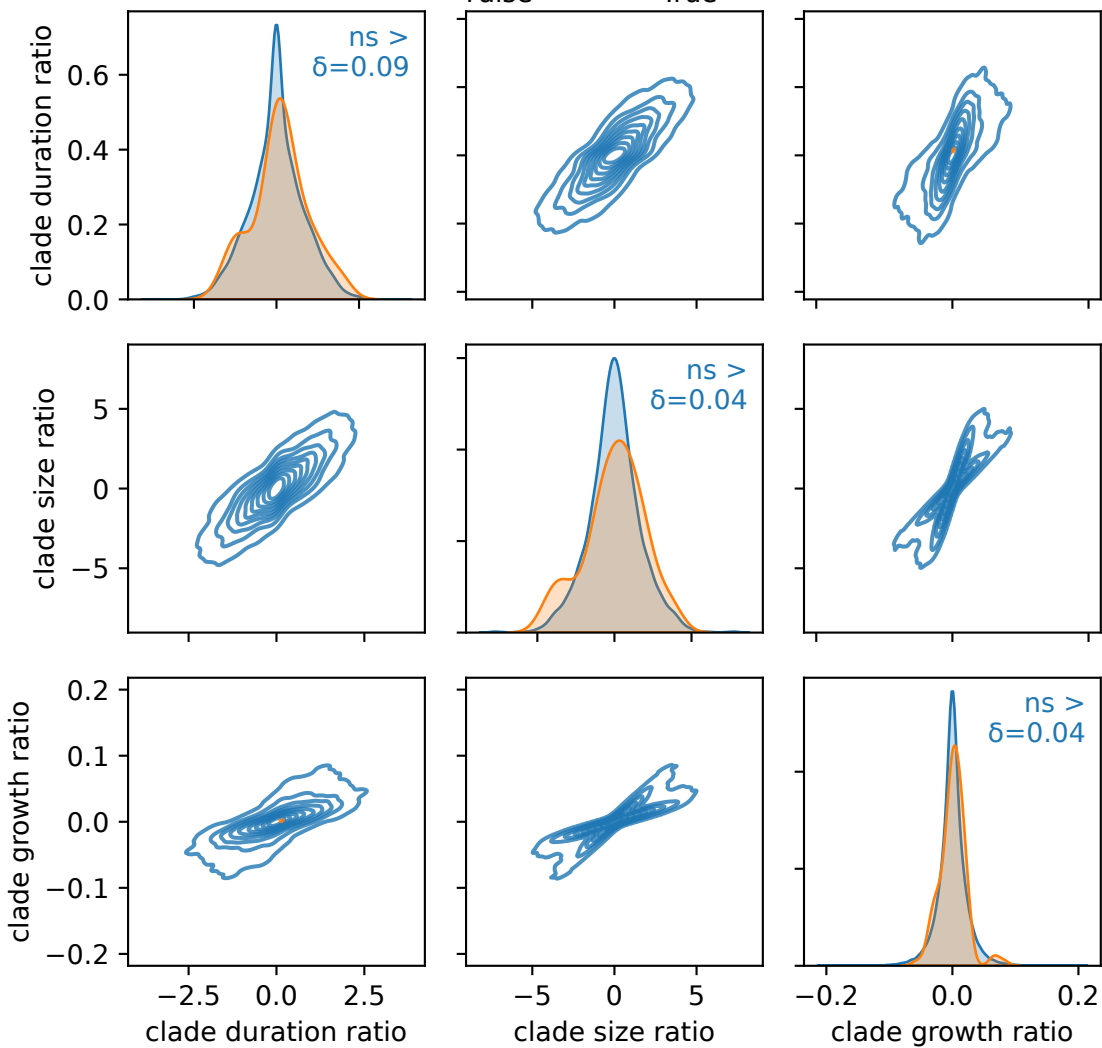 ns >
δ=0.09
clade duration ratio
0.6
0.4
0.2
0.0
ns >
δ=0.04
clade size ratio
5
0
−5
ns >
δ=0.04
clade growth ratio
0.2
0.1
0.0
−0.1
−0.2
−2.5 0.0 2.5
−5 0 5
−0.2 0.0 0.2
clade duration ratio
clade size ratio
clade growth ratio